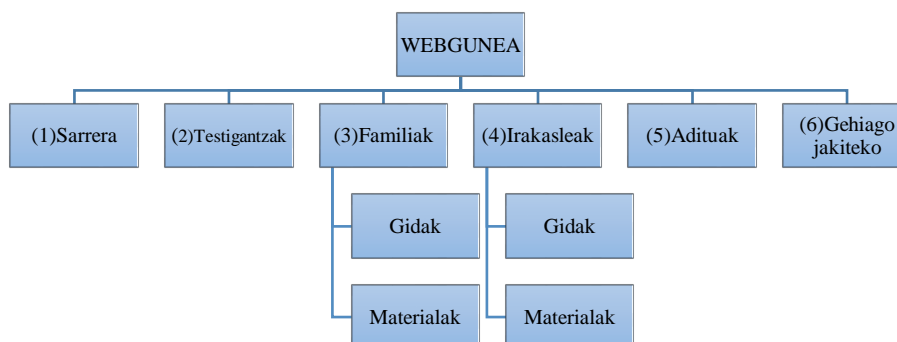 WEBGUNEA
(1)Sarrera
(2)Testigantzak
(3)Familiak
(4)Irakasleak
(5)Adituak
(6)Gehiago
jakiteko
Gidak
Gidak
Materialak
Materialak